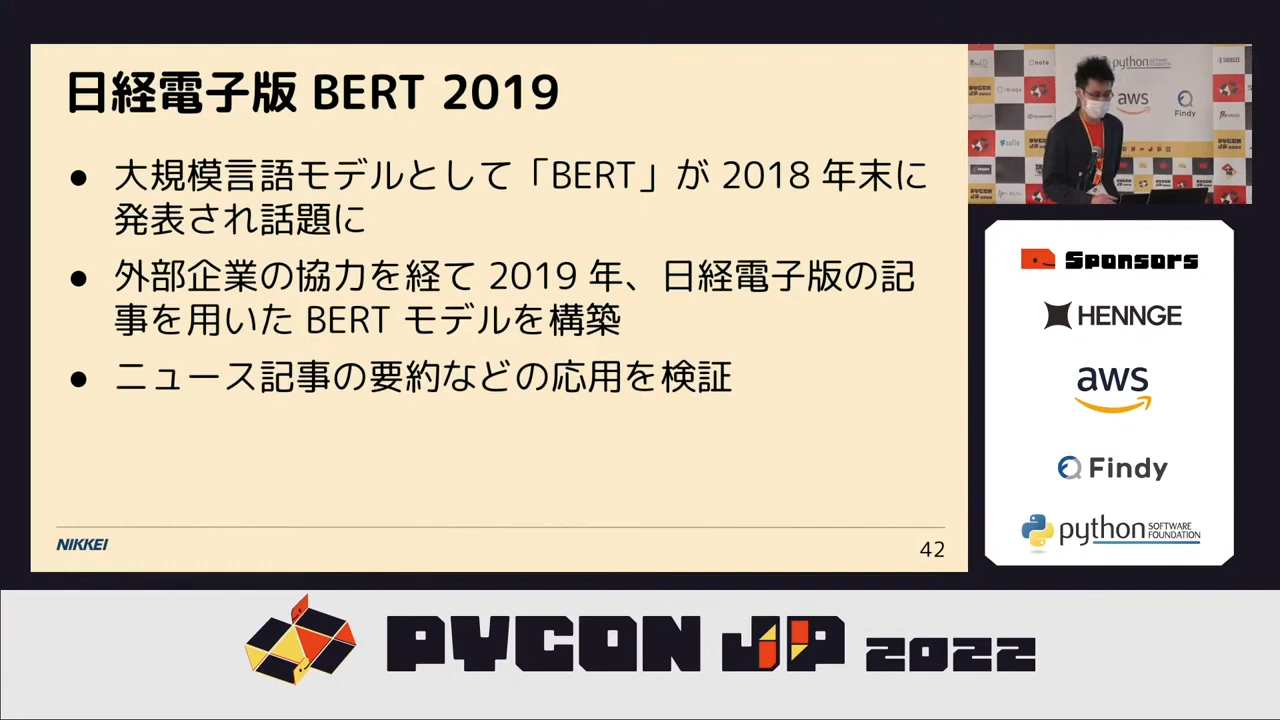 日経電子版 BERT 2019
● 大規模言語モデルとして「BERT」が 2018 年末に
発表され話題に
● 外部企業の協力を経て 2019 年、日経電子版の記
事を用いた BERT モデルを構築
● ニュース記事の要約などの応用を検証
NIKKEI
42
python
aws
Findy
Sponsors
HENNGE
aws
Findy
python SOFTWARE
FOUNDATION
PYCON JP 2022